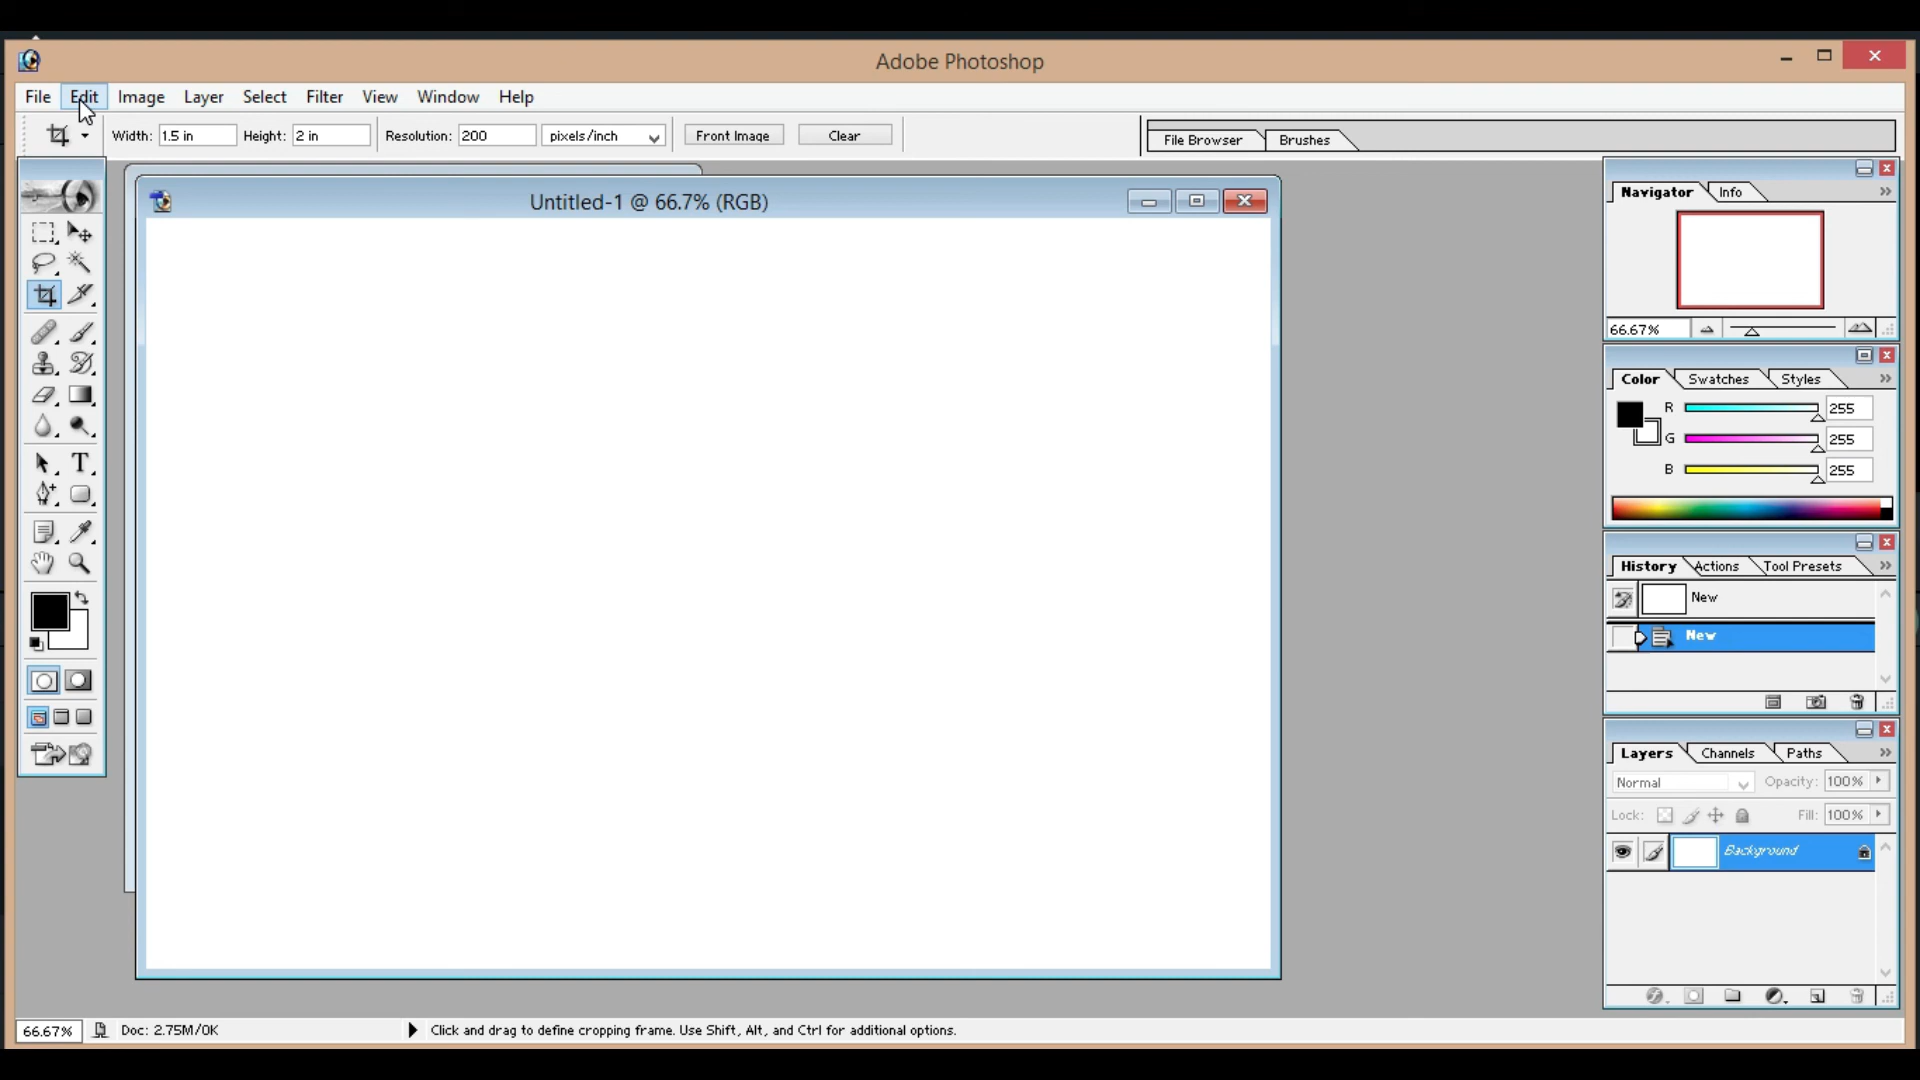 Adobe Photoshop
File Edit Image Layer Select Filter View Window Help
Width: 1.5 in Height: 2 in Resolution: 200 pixels/inch Front Image Clear File Browser Brushes
Untitled-1 @ 66.7% (RGB)
Navigator Info
66.67%
Color Swatches Styles
R 255
G 255
B 255
T
History Actions Tool Presets
New
New
Layers Channels Paths
Normal Opacity: 100%
Lock: Fill: 100%
Background
66.67% Doc: 2.75M/0K Click and drag to define cropping frame. Use Shift, Alt, and Ctrl for additional options.